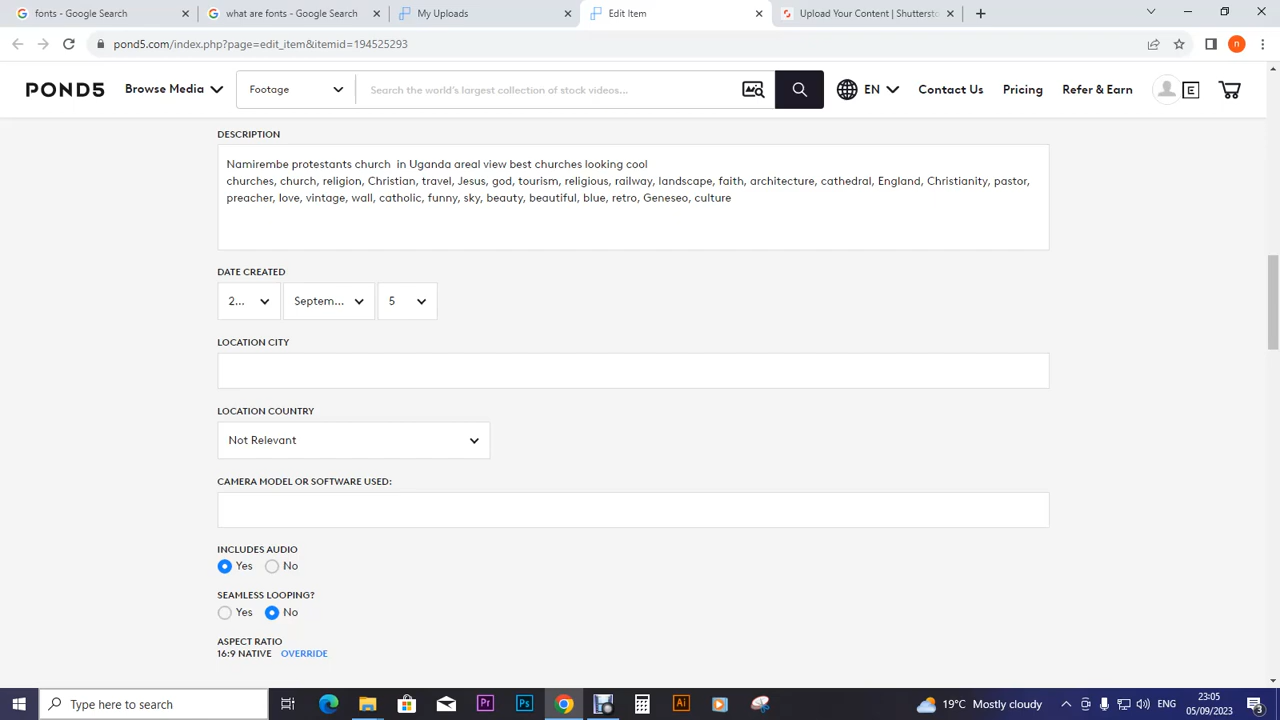 fonts - Google Search
what are fonts - Google Search
My Uploads
Edit Item
Upload Your Content | Shuttersto
pond5.com/index.php?page=edit_item&itemid=194525293
n
POND5
Browse Media
Footage
Search the world's largest collection of stock videos...
EN
Contact Us
Pricing
Refer & Earn
E
DESCRIPTION
Namirembe protestants church  in Uganda areal view best churches looking cool
churches, church, religion, Christian, travel, Jesus, god, tourism, religious, railway, landscape, faith, architecture, cathedral, England, Christianity, pastor,
preacher, love, vintage, wall, catholic, funny, sky, beauty, beautiful, blue, retro, Geneseo, culture
DATE CREATED
2...
Septem...
5
LOCATION CITY
LOCATION COUNTRY
Not Relevant
CAMERA MODEL OR SOFTWARE USED:
INCLUDES AUDIO
Yes
No
SEAMLESS LOOPING?
Yes
No
ASPECT RATIO
16:9 NATIVE OVERRIDE
Type here to search
Pr
Ps
Ai
19°C Mostly cloudy
ENG
23:05
05/09/2023
3